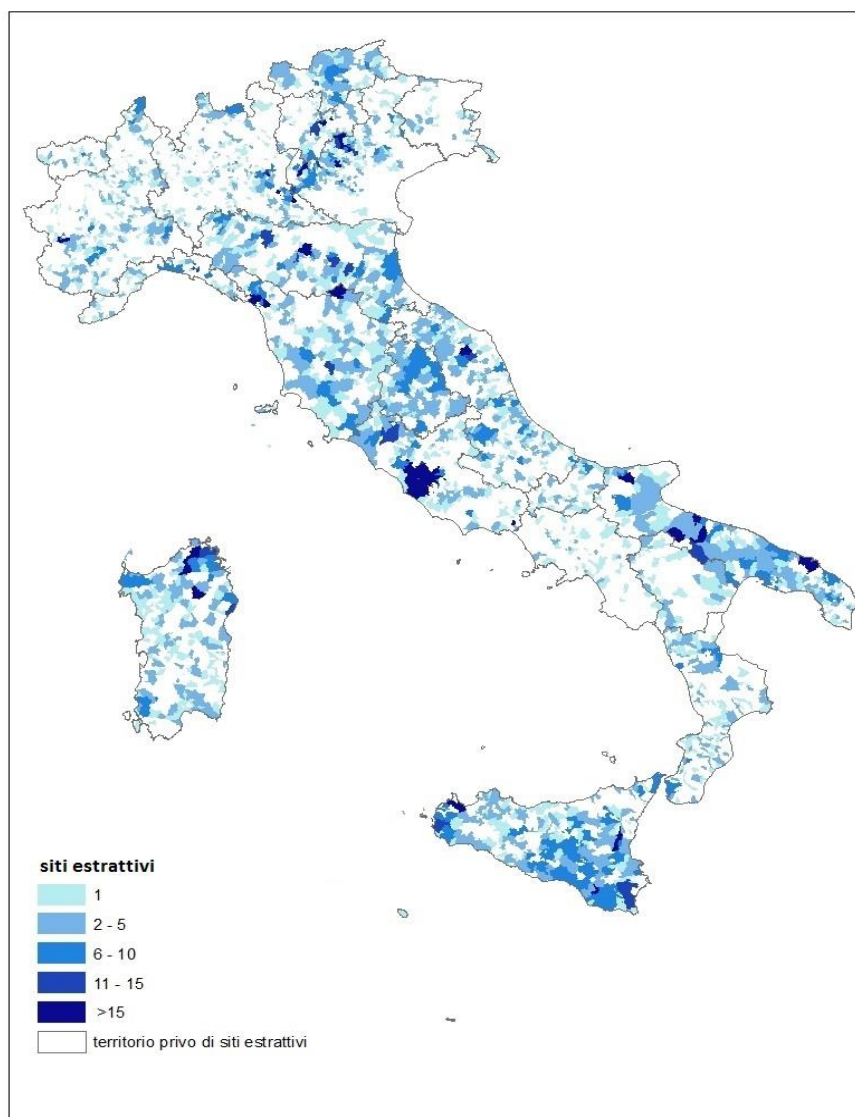 siti estrattivi
1
2 - 5
6 - 10
11 - 15
>15
territorio privo di siti estrattivi